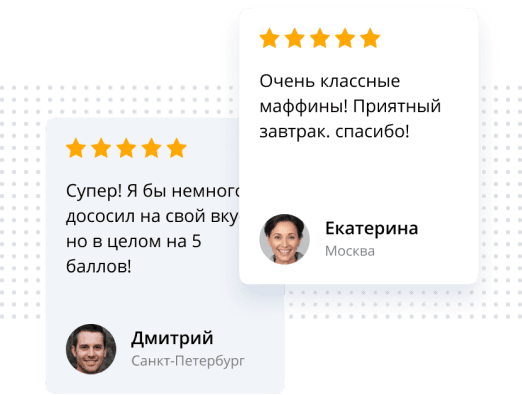 Очень классные
маффины! Приятный
завтрак. спасибо!
Екатерина
Москва
Супер! Я бы немного
дососил на свой вку
но в целом на 5
баллов!
Дмитрий
Санкт-Петербург